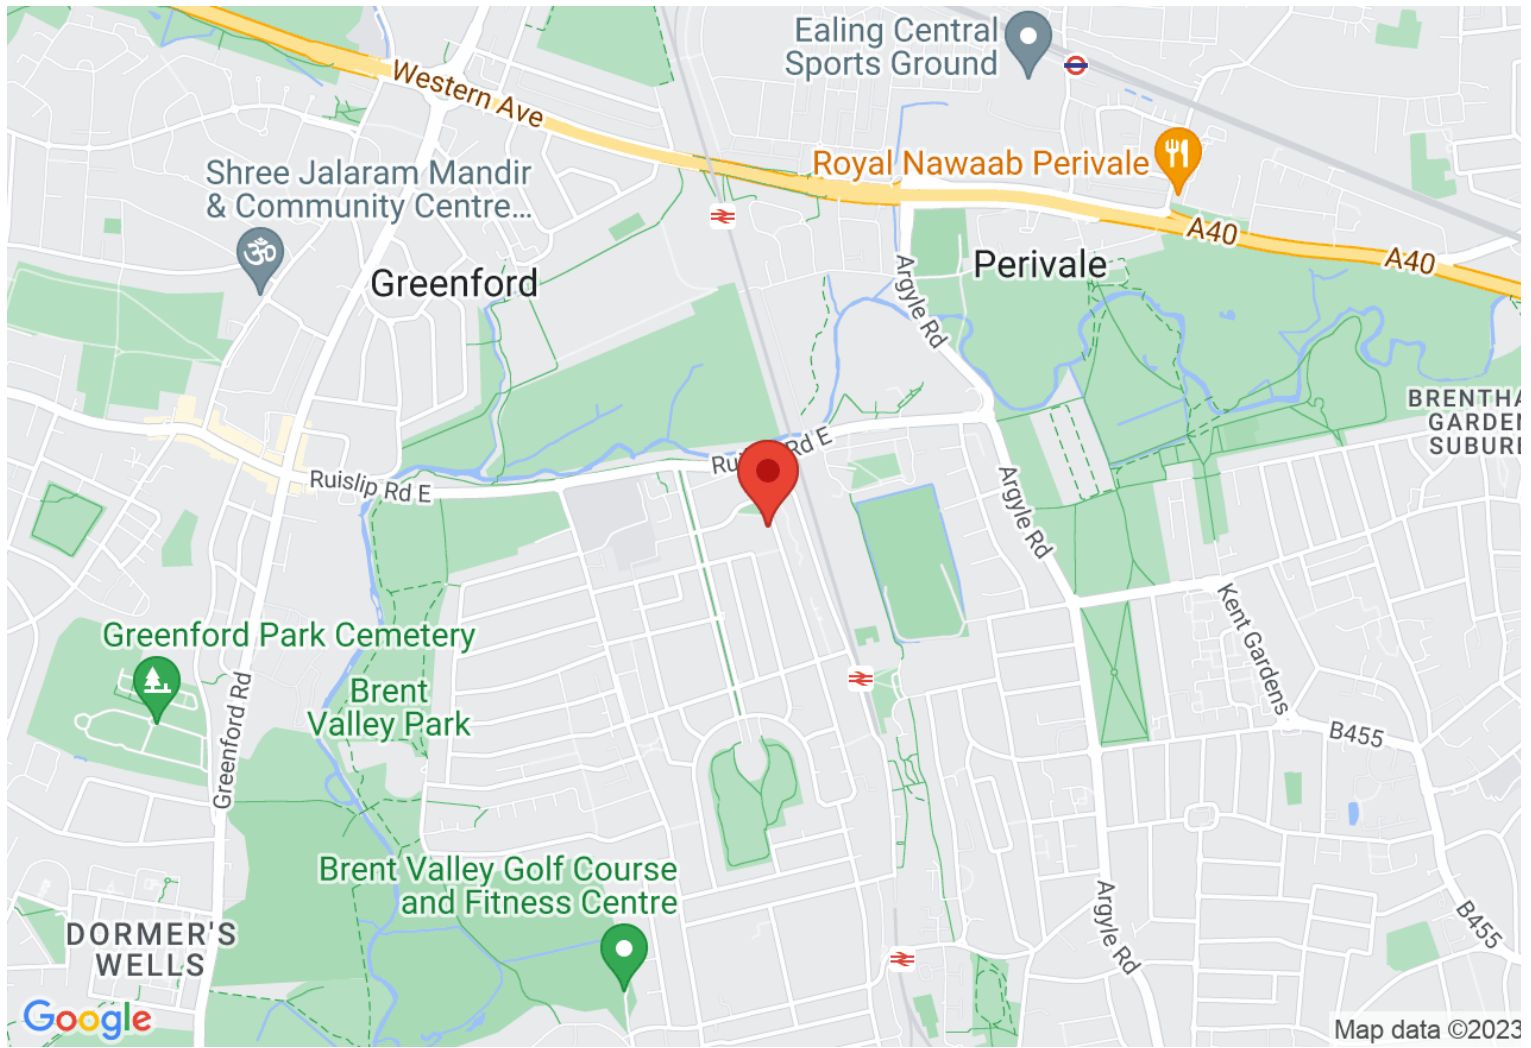 Ealing Central
Sports Ground
Western Ave
Royal Nawaab Perivale
Shree Jalaram Mandir
& Community Centre...
ॐ
A40
A40
Greenford
Perivale
Argyle Rd
BRENTHA
GARDEN
SUBURB
Ruislip Rd E
Rd E
Argyle Rd
Kent Gardens
Greenford Park Cemetery
Brent
Valley Park
Greenford Rd
B455
Brent Valley Golf Course
and Fitness Centre
Argyle Rd
B455
DORMER'S
WELLS
Google
Map data ©2023